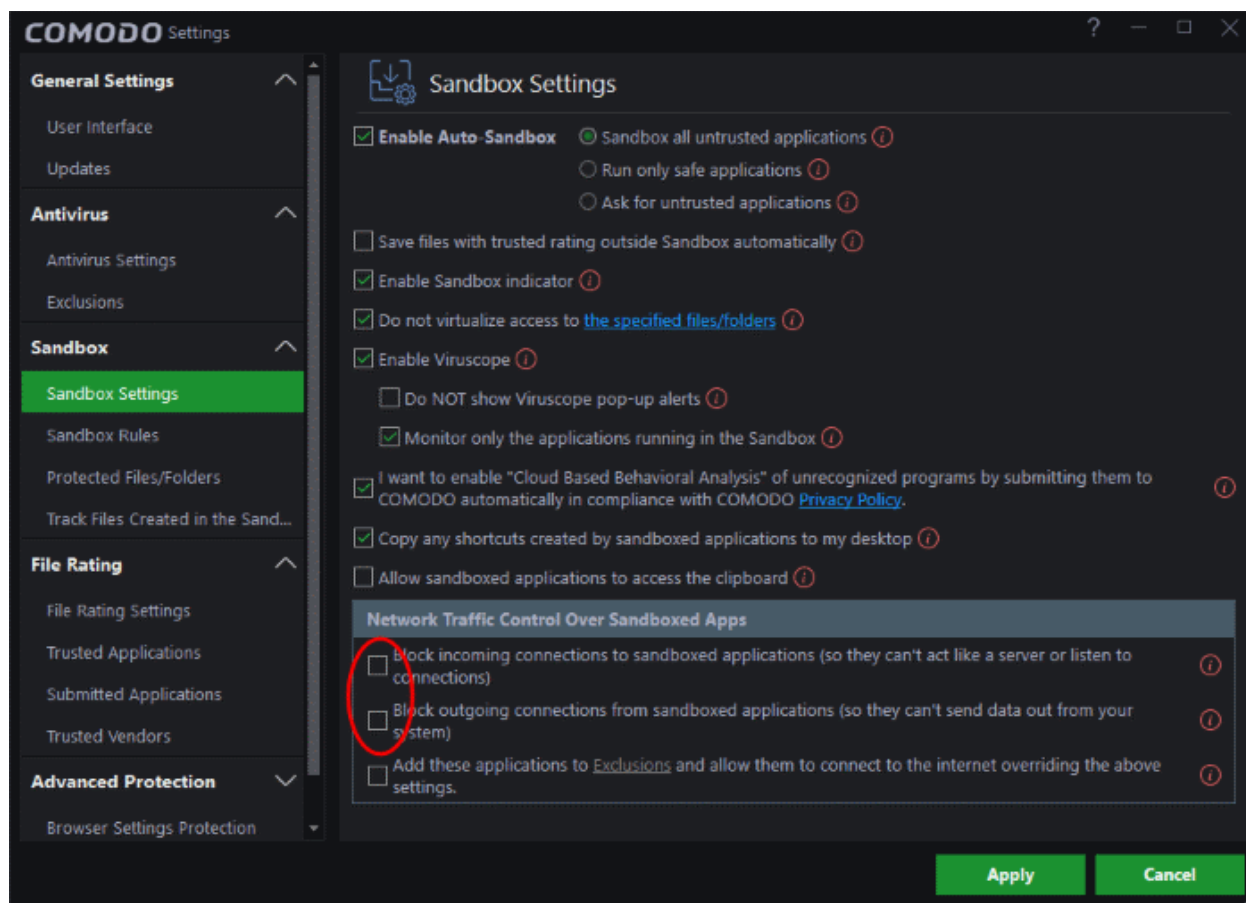 COMODO Settings
?
General Settings
User Interface
Updates
Antivirus
Antivirus Settings
Exclusions
Sandbox
Sandbox Settings
Sandbox Rules
Protected Files/Folders
Track Files Created in the Sand...
File Rating
File Rating Settings
Trusted Applications
Submitted Applications
Trusted Vendors
Advanced Protection
Browser Settings Protection
Sandbox Settings
Enable Auto-Sandbox
Sandbox all untrusted applications i
Run only safe applications i
Ask for untrusted applications i
Save files with trusted rating outside Sandbox automatically i
Enable Sandbox indicator i
Do not virtualize access to the specified files/folders i
Enable Viruscope i
Do NOT show Viruscope pop-up alerts i
Monitor only the applications running in the Sandbox i
I want to enable "Cloud Based Behavioral Analysis" of unrecognized programs by submitting them to
COMODO automatically in compliance with COMODO Privacy Policy. i
Copy any shortcuts created by sandboxed applications to my desktop i
Allow sandboxed applications to access the clipboard i
Network Traffic Control Over Sandboxed Apps
Block incoming connections to sandboxed applications (so they can't act like a server or listen to
connections) i
Block outgoing connections from sandboxed applications (so they can't send data out from your
system) i
Add these applications to Exclusions and allow them to connect to the internet overriding the above
settings. i
Apply
Cancel